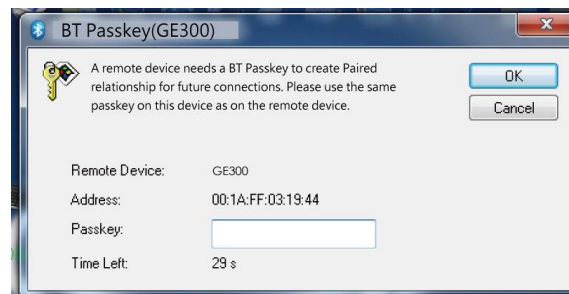 BT Passkey(GE300)
A remote device needs a BT Passkey to create Paired
relationship for future connections. Please use the same
passkey on this device as on the remote device.
OK
Cancel
Remote Device: GE300
Address: 00:1A:FF:03:19:44
Passkey:
Time Left: 29 s